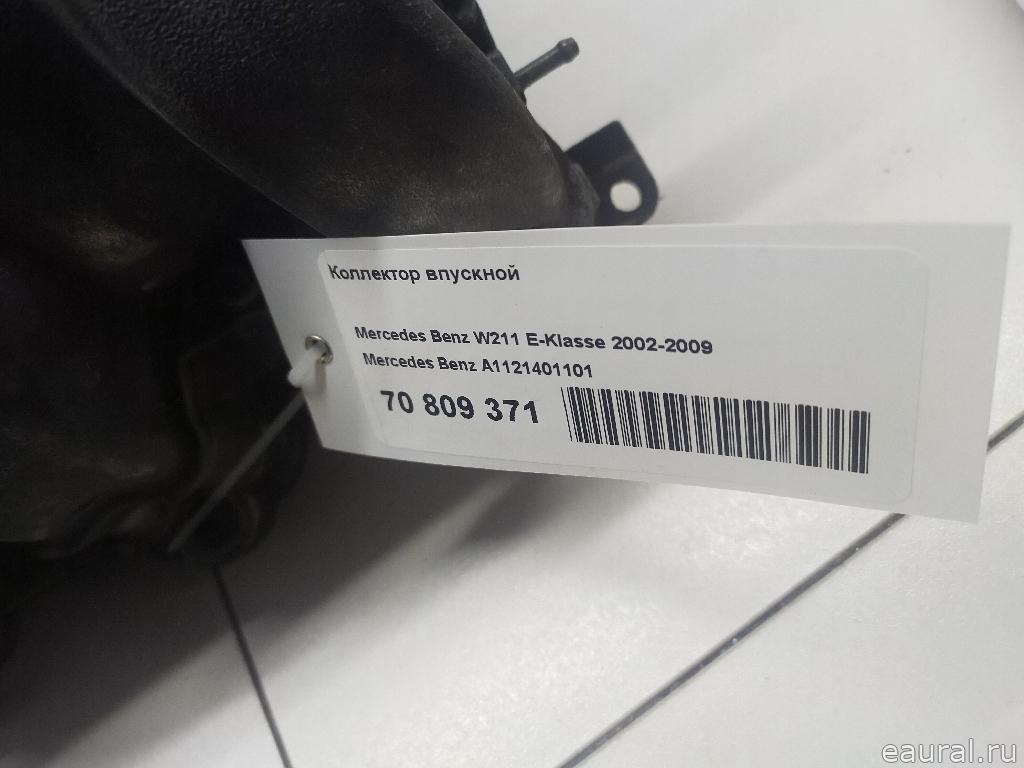 Коллектор впускной
Mercedes Benz W211 E-Klasse 2002-2009
Mercedes Benz A1121401101
70 809 371
eaural.ru